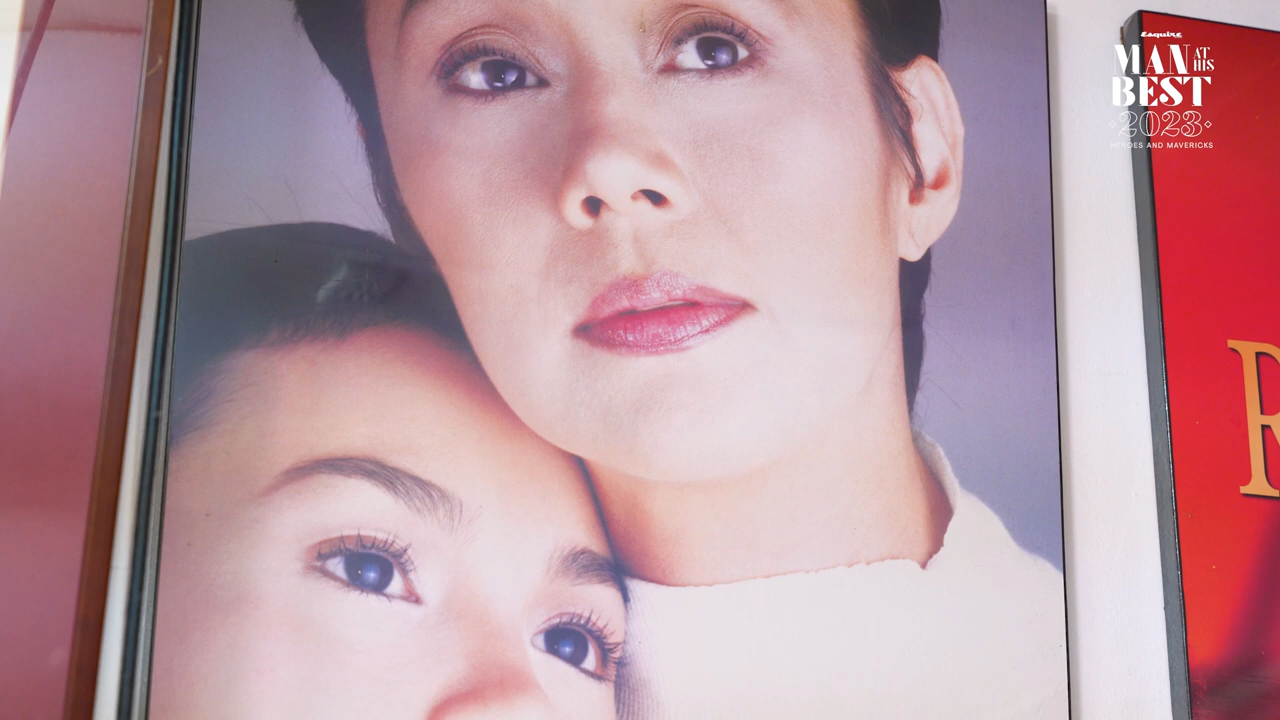 Esquire
MAN AT HIS
BEST
2023
HEROES AND MAVERICKS
R